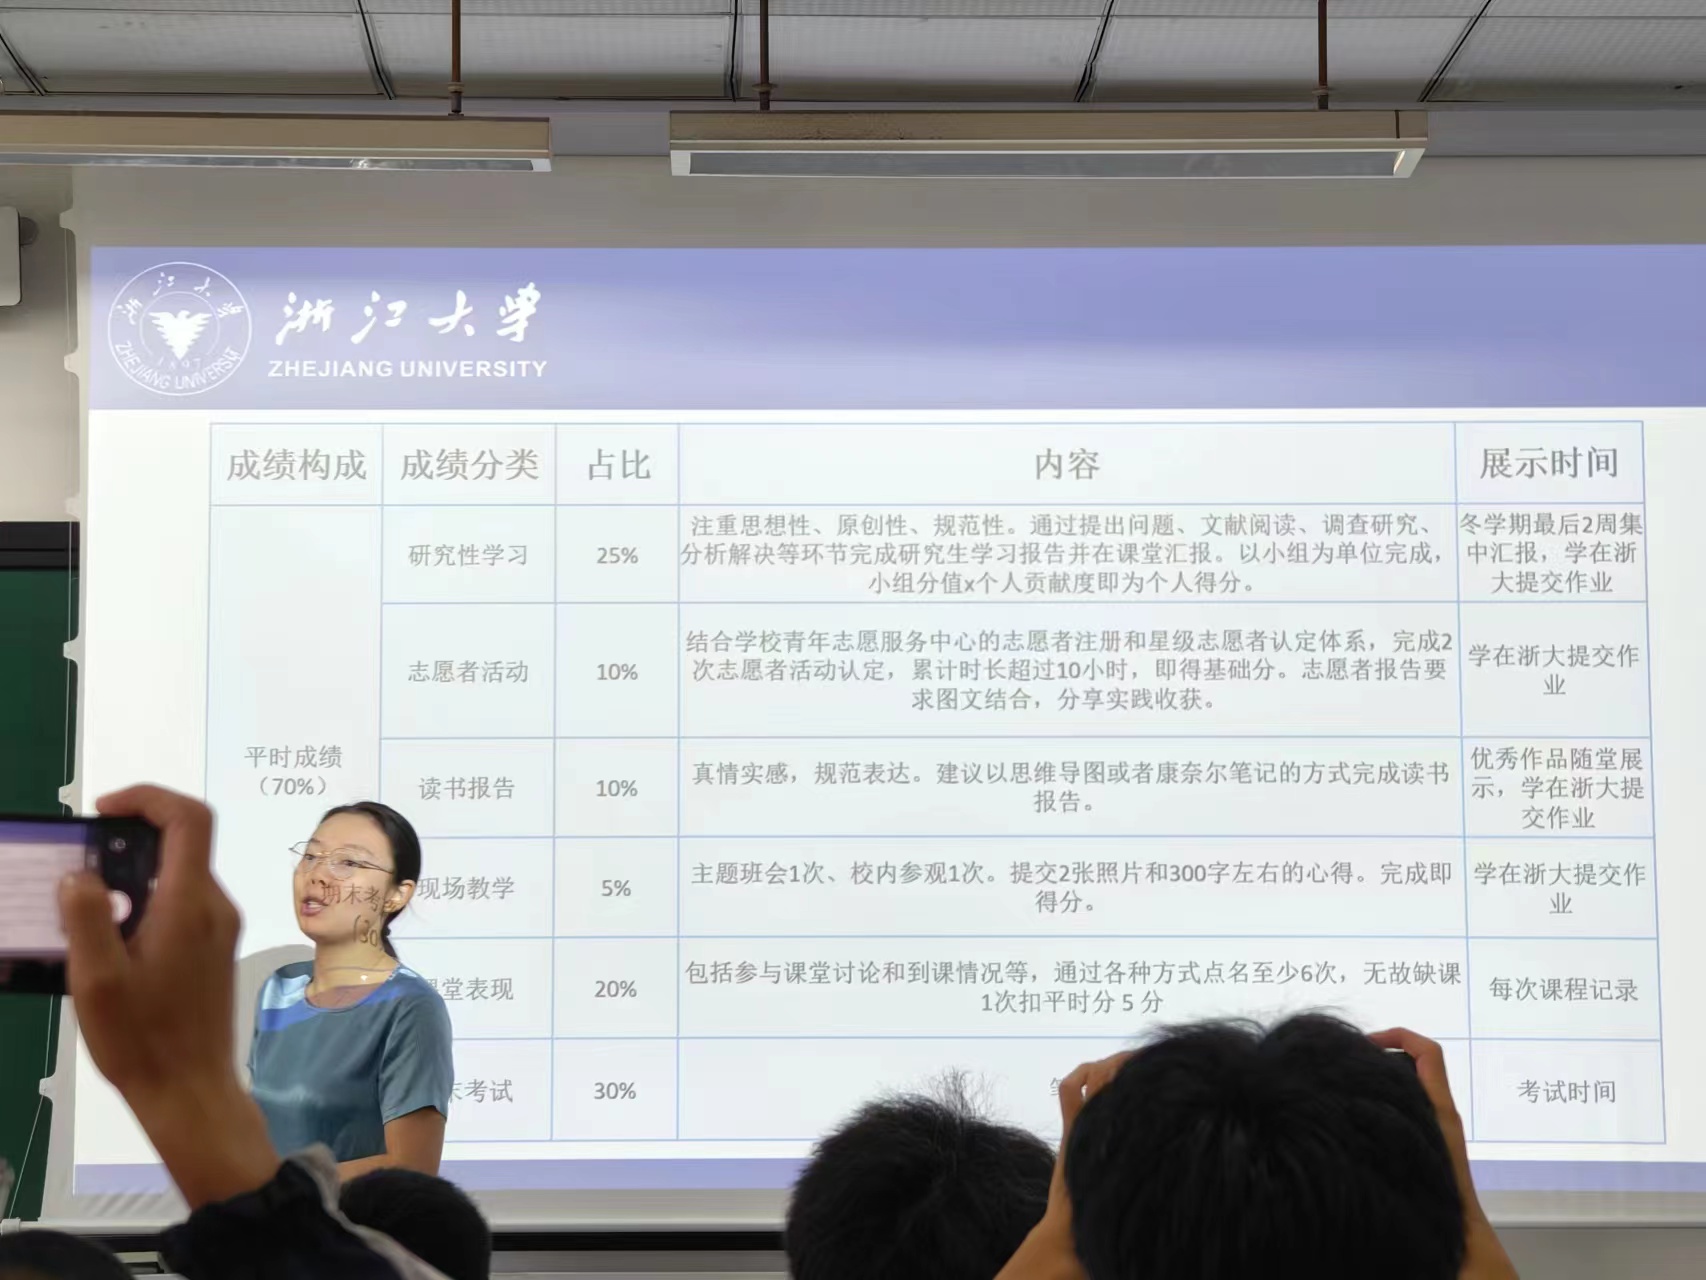 浙江大学
ZHEJIANG UNIVERSITY
浙江大学
1897
ZHEJIANG UNIVERSITY
成绩构成 成绩分类 占比 内容 展示时间
平时成绩
（70%）
研究性学习 25%
注重思想性、原创性、规范性。通过提出问题、文献阅读、调查研究、
分析解决等环节完成研究生学习报告并在课堂汇报。以小组为单位完成，
小组分值x个人贡献度即为个人得分。
冬学期最后2周集
中汇报，学在浙
大提交作业
志愿者活动 10%
结合学校青年志愿服务中心的志愿者注册和星级志愿者认定体系，完成2
次志愿者活动认定，累计时长超过10小时，即得基础分。志愿者报告要
求图文结合，分享实践收获。
学在浙大提交作
业
读书报告 10%
真情实感，规范表达。建议以思维导图或者康奈尔笔记的方式完成读书
报告。
优秀作品随堂展
示，学在浙大提
交作业
现场教学 5%
主题班会1次、校内参观1次。提交2张照片和300字左右的心得。完成即
得分。
学在浙大提交作
业
堂表现 20%
包括参与课堂讨论和到课情况等，通过各种方式点名至少6次，无故缺课
1次扣平时分 5 分
每次课程记录
期末考
(30
考试 30%
考试时间